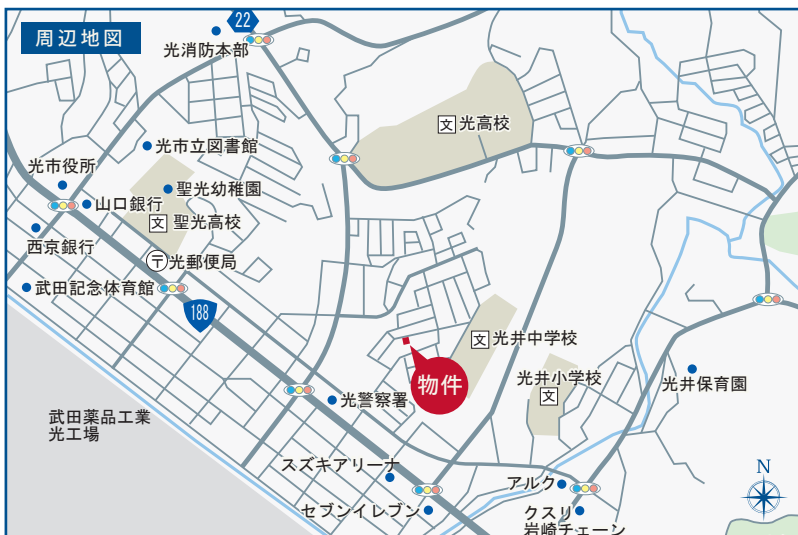 周辺地図
22
光消防本部
文 光高校
光市立図書館
光市役所
聖光幼稚園
山口銀行
文 聖光高校
西京銀行
〒光郵便局
武田記念体育館
188
文 光井中学校
物件
光井小学校
文
光井保育園
光警察署
武田薬品工業
光工場
スズキアリーナ
N
アルク
セブンイレブン
クスリ
岩崎チェーン